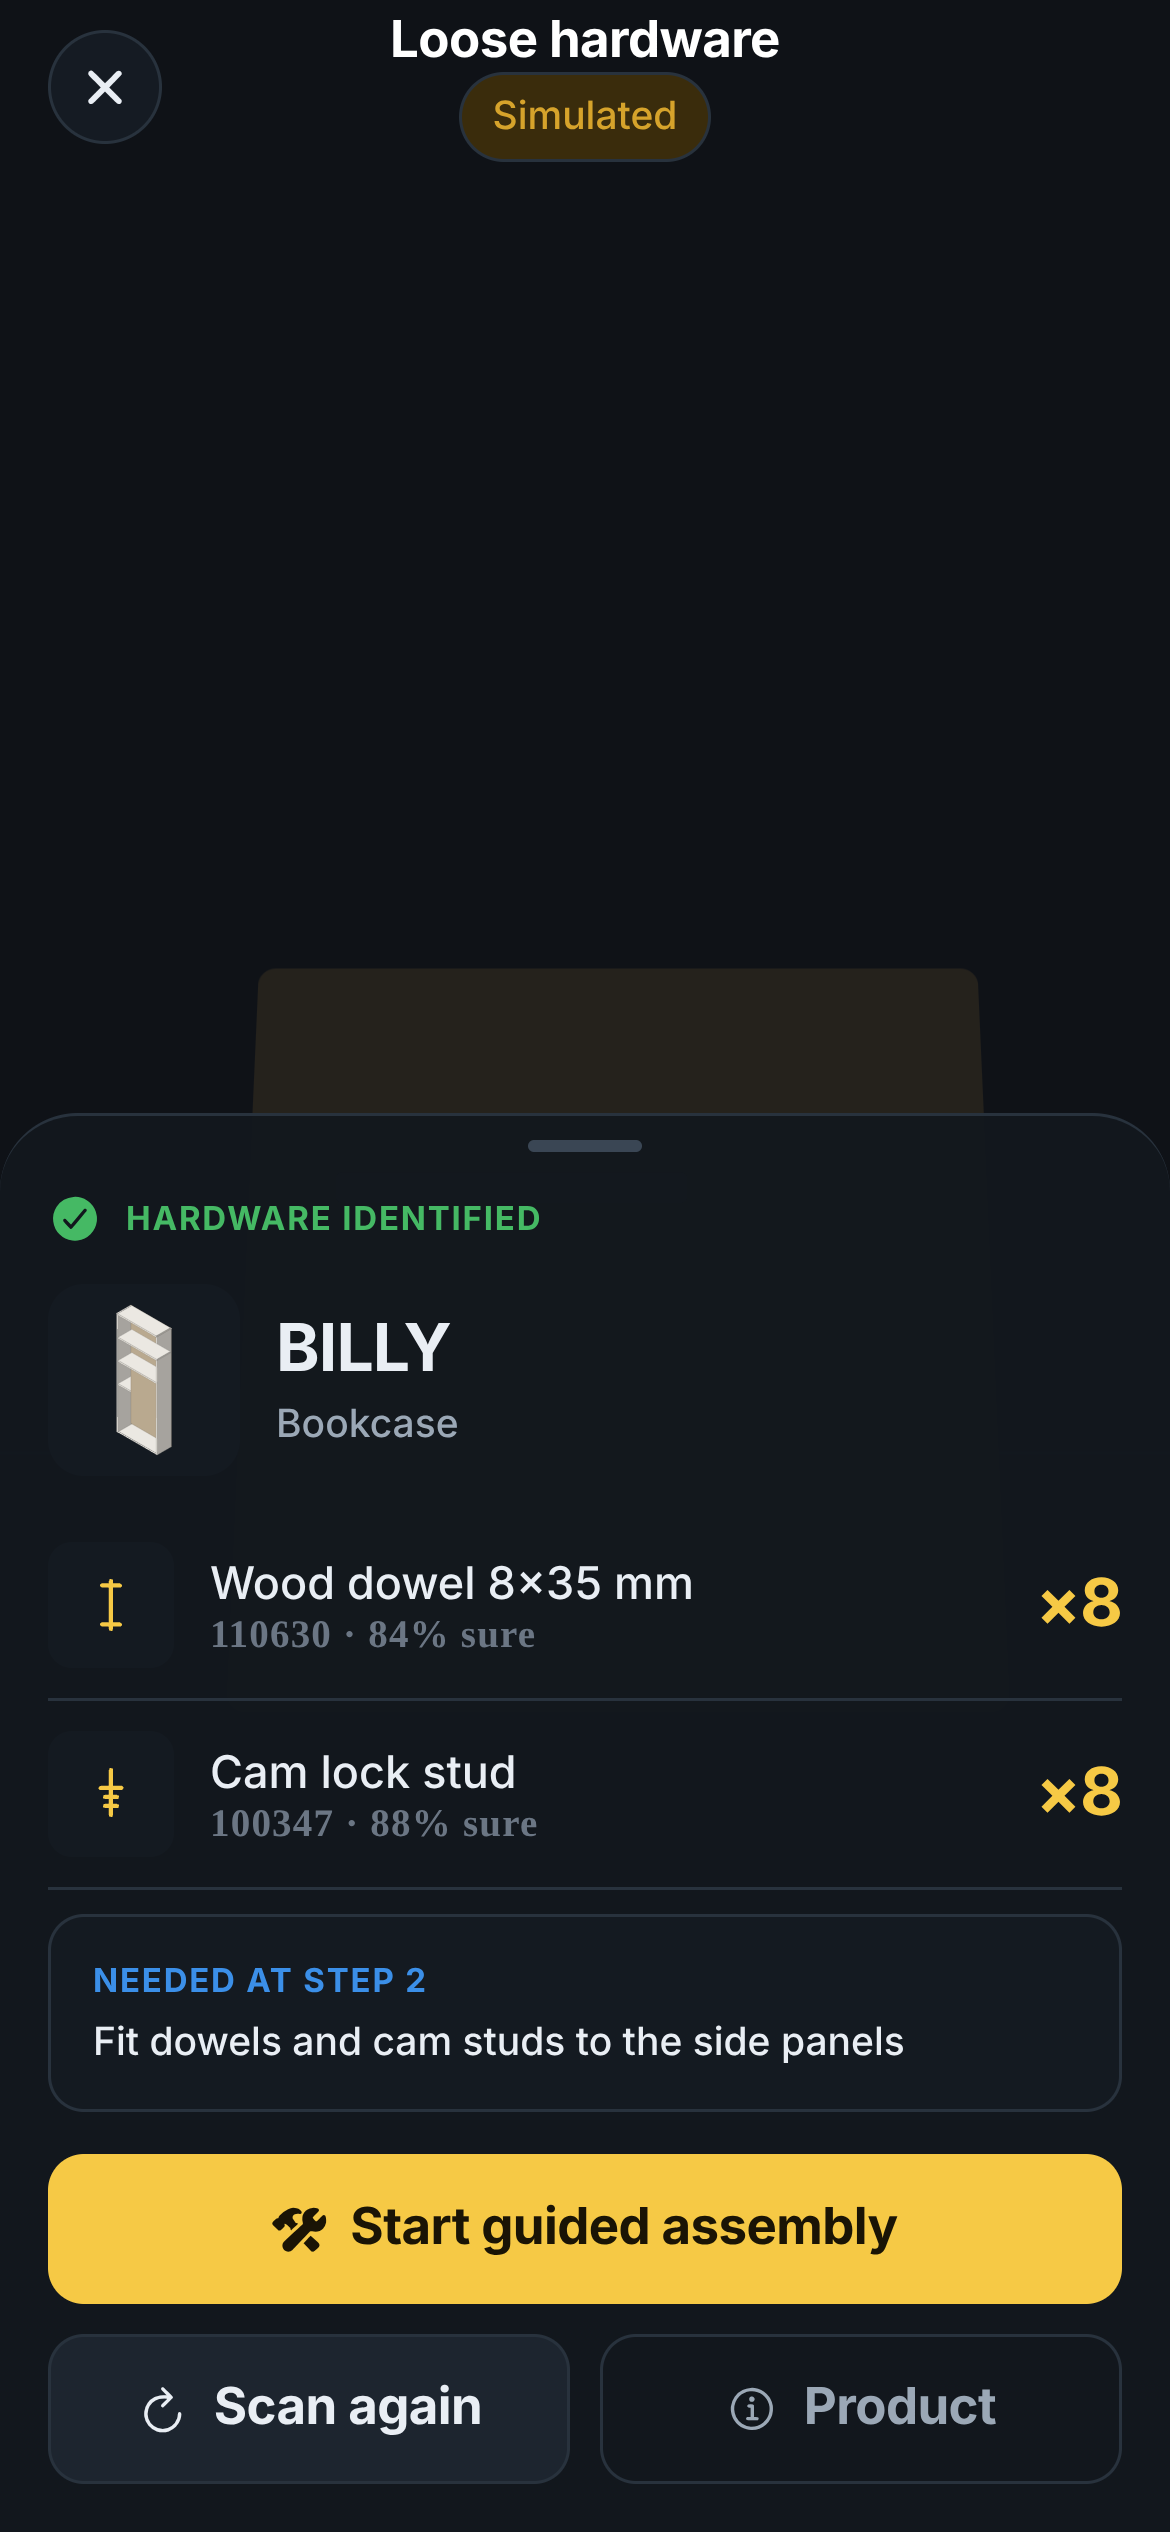 Loose hardware
Simulated
HARDWARE IDENTIFIED
BILLY
Bookcase
Wood dowel 8×35 mm
110630 · 84% sure
×8
Cam lock stud
100347 · 88% sure
×8
NEEDED AT STEP 2
Fit dowels and cam studs to the side panels
Start guided assembly
Scan again
Product